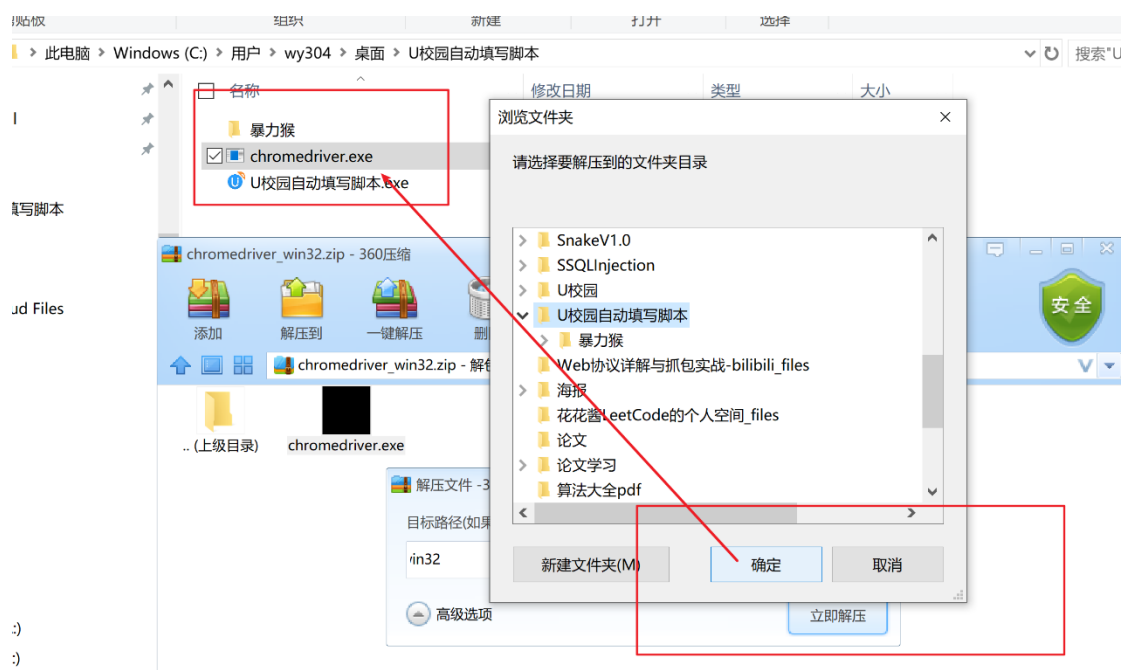 组织 新建 打开 选择
此电脑 > Windows (C:) > 用户 > wy304 > 桌面 > U校园自动填写脚本
搜索"U
名称 修改日期 类型 大小
暴力猴
chromedriver.exe
U校园自动填写脚本.exe
填写脚本
ud Files
:)
:)
浏览文件夹
请选择要解压到的文件夹目录
SnakeV1.0
SSQLInjection
U校园
U校园自动填写脚本
暴力猴
Web协议详解与抓包实战-bilibili_files
海报
花花酱LeetCode的个人空间_files
论文
论文学习
算法大全pdf
新建文件夹(M) 确定 取消
chromedriver_win32.zip - 360压缩
添加 解压到 一键解压 删
安全
chromedriver_win32.zip - 解
.. (上级目录) chromedriver.exe
解压文件 -3
目标路径(如果
in32
高级选项
立即解压